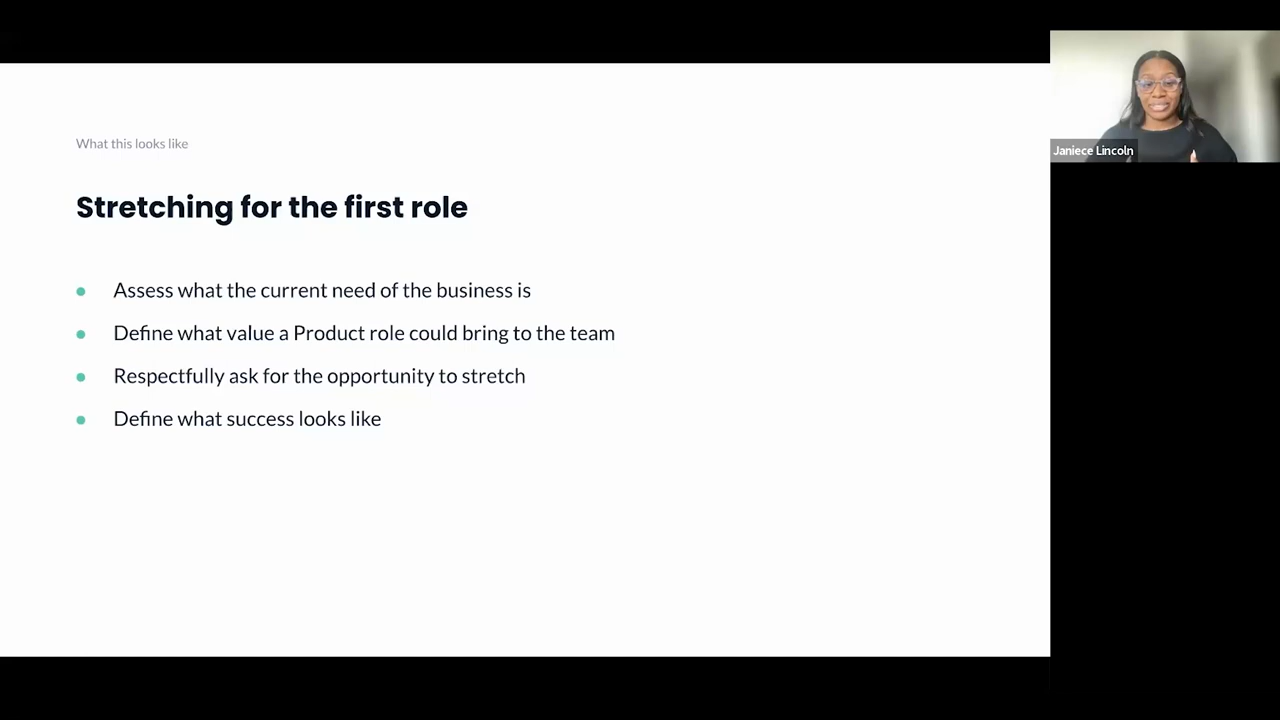 What this looks like
Stretching for the first role
Assess what the current need of the business is
Define what value a Product role could bring to the team
Respectfully ask for the opportunity to stretch
Define what success looks like
Janiece Lincoln